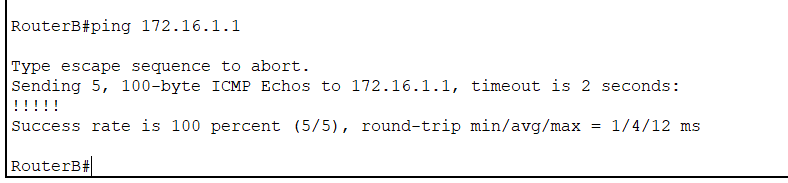 RouterB#ping 172.16.1.1
Type escape sequence to abort.
Sending 5, 100-byte ICMP Echos to 172.16.1.1, timeout is 2 seconds:
!!!!!
Success rate is 100 percent (5/5), round-trip min/avg/max = 1/4/12 ms
RouterB#